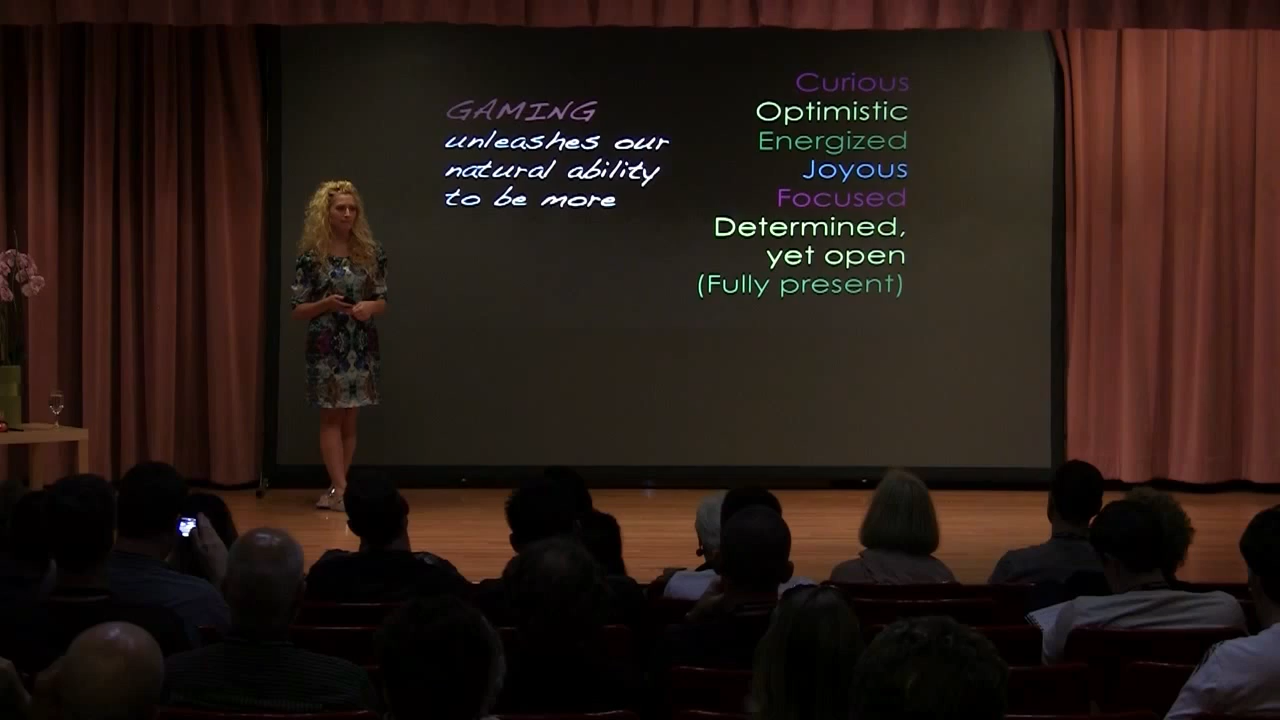 GAMING
unleashes our
natural ability
to be more
Curious
Optimistic
Energized
Joyous
Focused
Determined,
yet open
(Fully present)